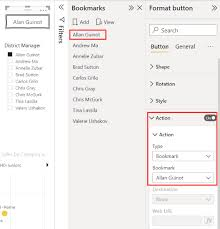 Allan Guinot
District Manager
Allan Guinot
Andrew Ma
Annelie Zubar
Brad Sutton
Carlos Grilo
Chris Gray
Chris McGurk
Tina Lassila
Valerie Ushakov
Filters
Bookmarks
Add
View
Allan Guinot
Andrew Ma
Annelie Zubar
Brad Sutton
Carlos Grilo
Chris Gray
Chris McGurk
Tina Lassila
Valerie Ushakov
Format button
Search
Button
Shape
Rotation
Style
Action
On
Action
Type
Bookmark
Bookmark
Allan Guinot
Destination
None
Web URL